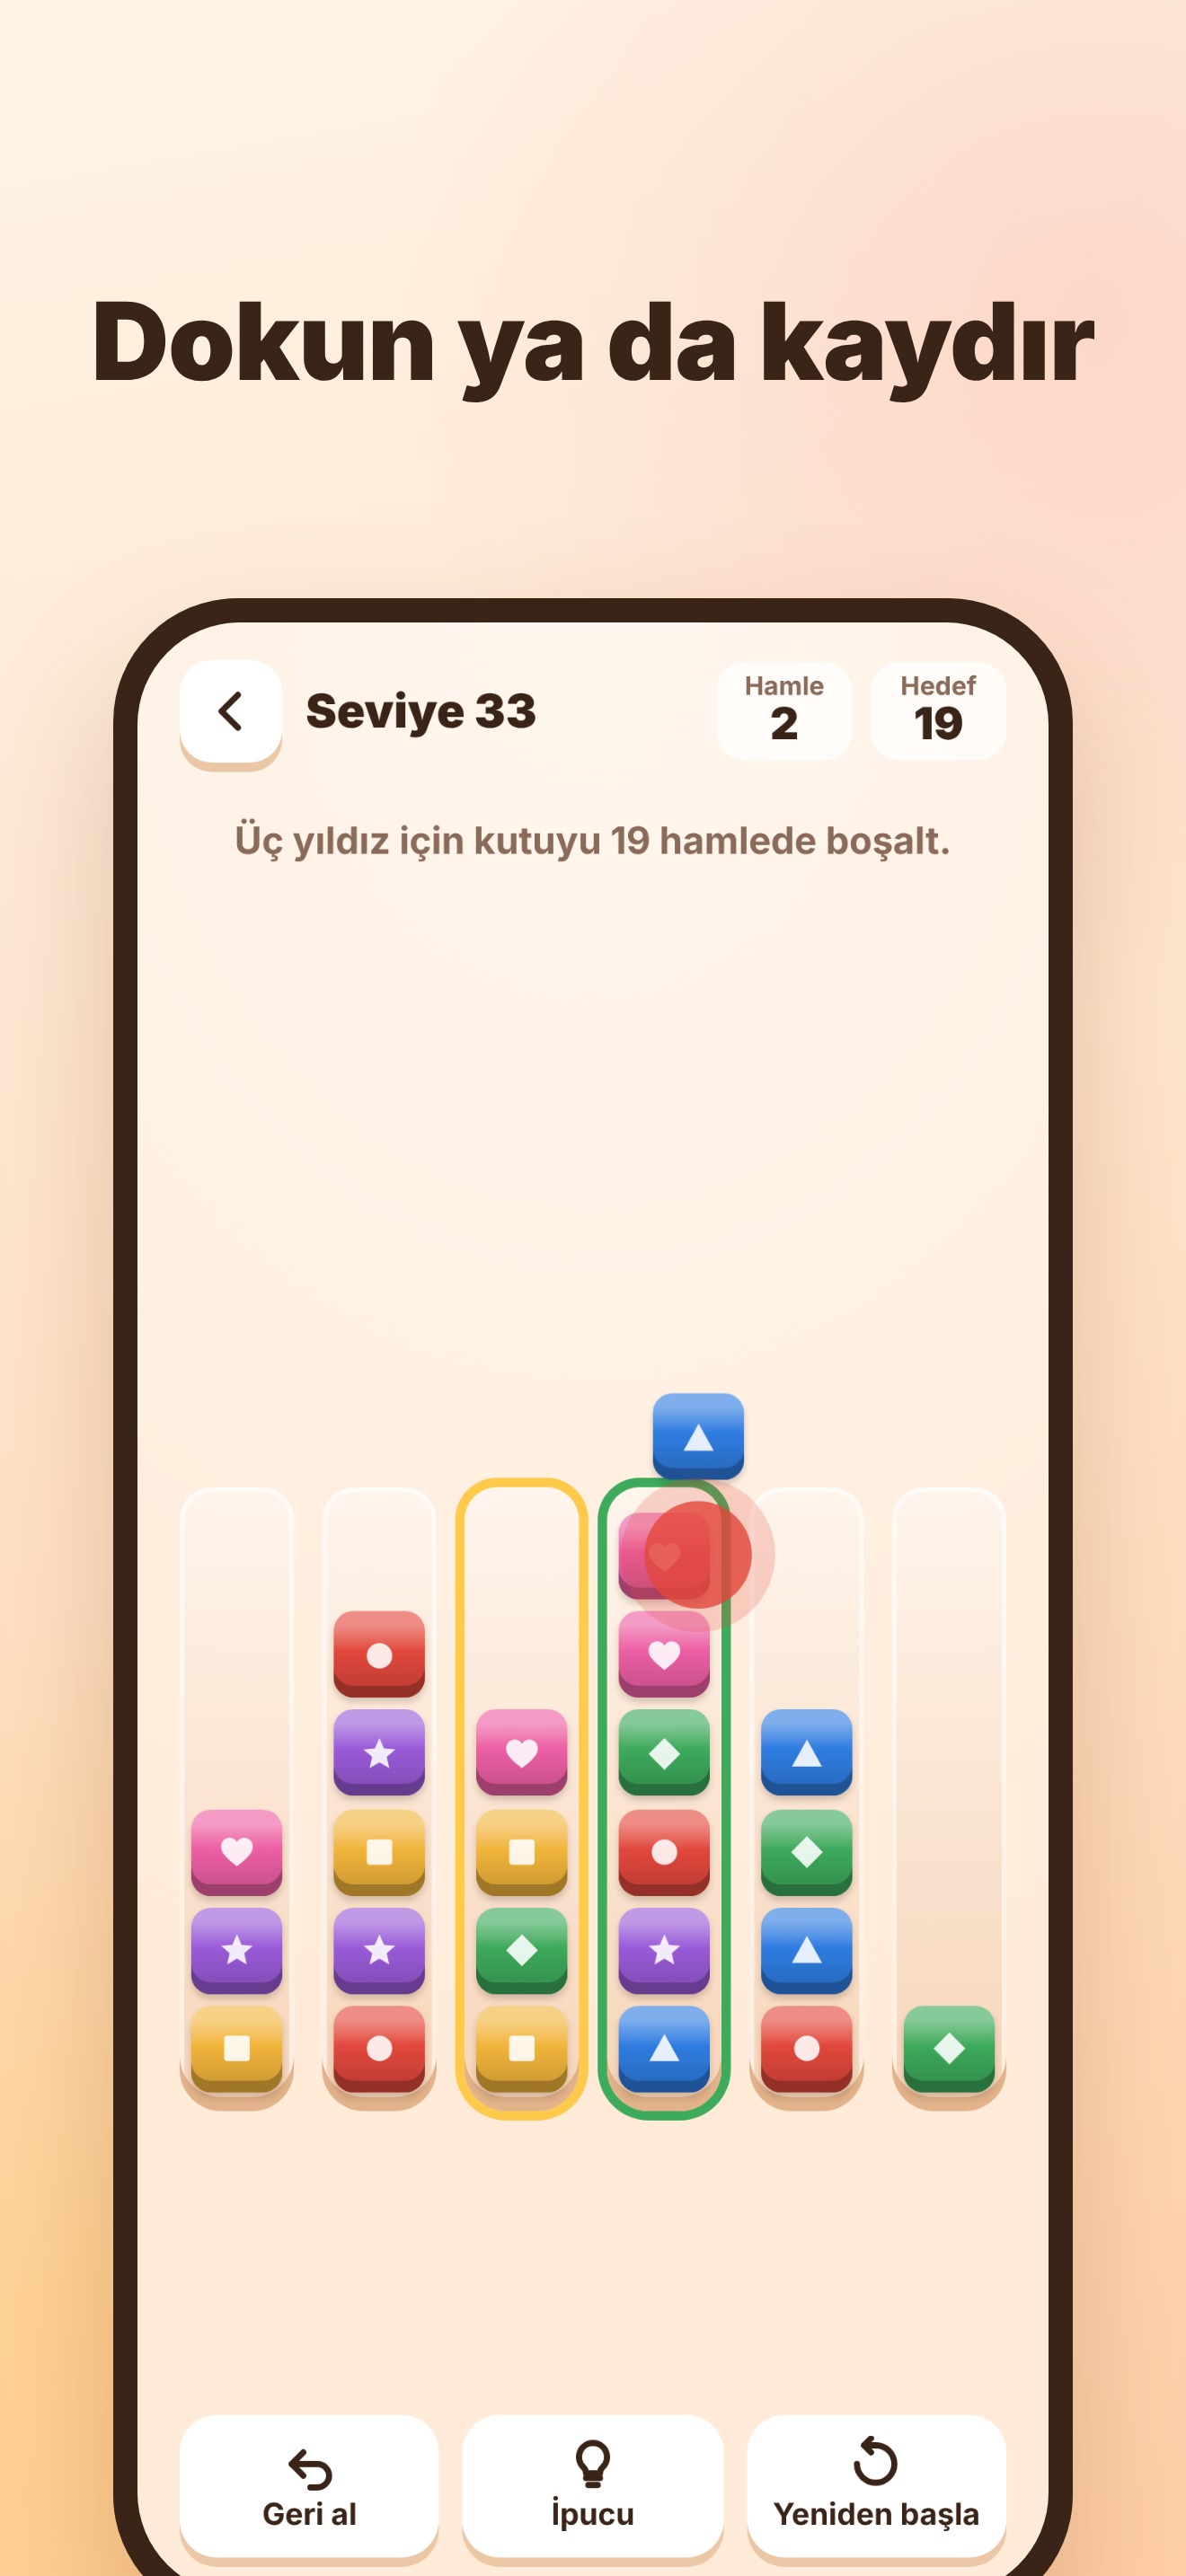 Dokun ya da kaydır
Seviye 33
Hamle
2
Hedef
19
Üç yıldız için kutuyu 19 hamlede boşalt.
Geri al
İpucu
Yeniden başla